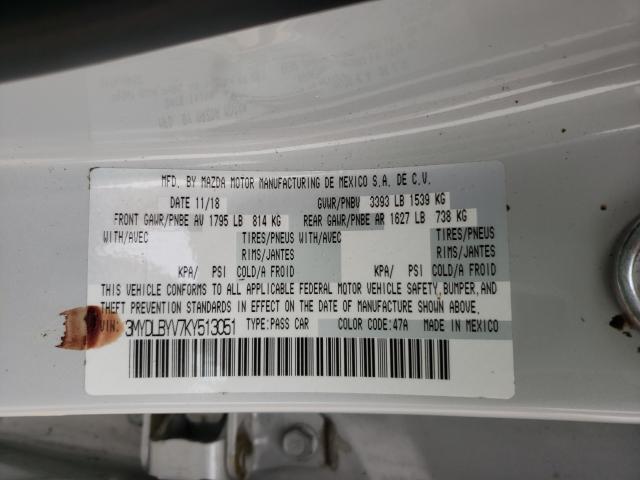 MFD. BY MAZDA MOTOR MANUFACTURING DE MEXICO S.A. DE C.V.
DATE 11/18 GVWR/PNBV 3393 LB 1539 KG
FRONT GAWR/PNBE AV 1795 LB 814 KG REAR GAWR/PNBE AR 1627 LB 738 KG
WITH/AVEC TIRES/PNEUS WITH/AVEC TIRES/PNEUS
RIMS/JANTES RIMS/JANTES
KPA/ PSI COLD/A FROID KPA/ PSI COLD/A FROID
THIS VEHICLE CONFORMS TO ALL APPLICABLE FEDERAL MOTOR VEHICLE SAFETY, BUMPER, AND
THEFT PREVENTION STANDARDS IN EFFECT ON THE DATE OF MANUFACTURE SHOWN ABOVE.
VIN: 3MYDLBYV7KY513051 TYPE:PASS CAR COLOR CODE:47A MADE IN MEXICO